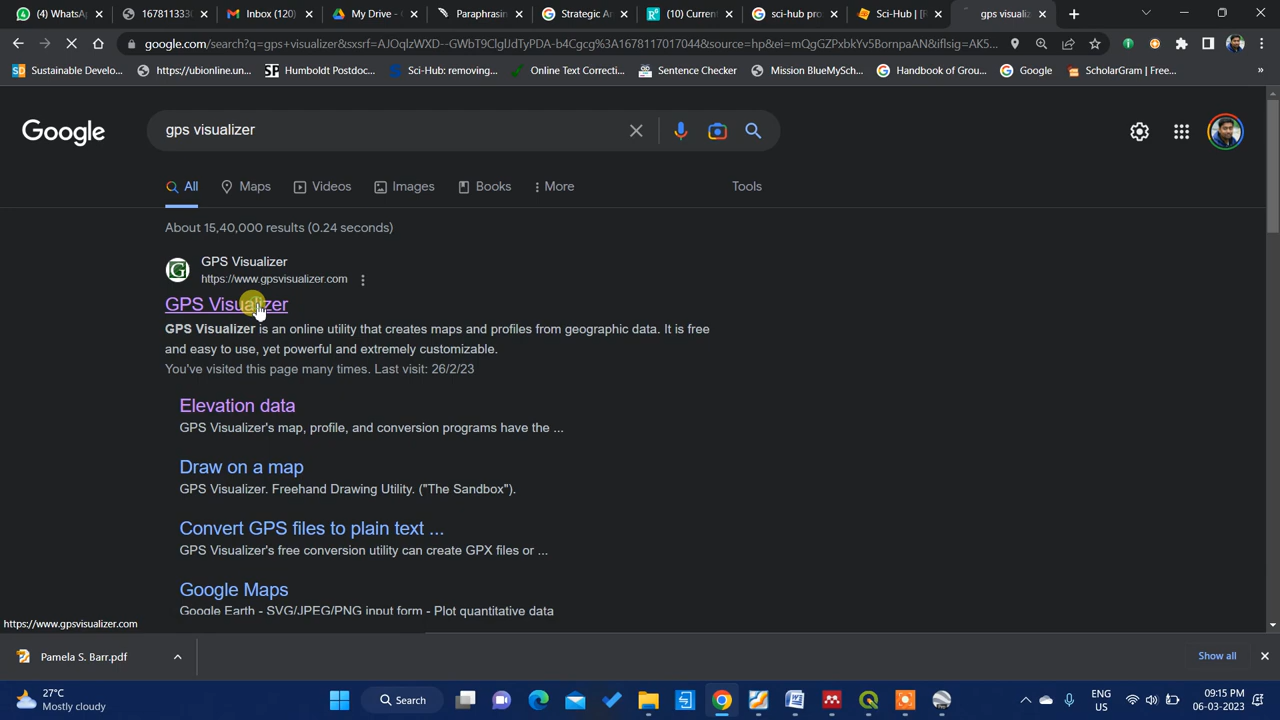 (4) WhatsA
167811333
Inbox (120)
My Drive - G
Paraphrasin
Strategic An
(10) Current
sci-hub pro
Sci-Hub | [F
gps visualiz
google.com/search?q=gps+visualizer&sxsrf=AJOqlzWXD--GWbT9ClglJdTyPDA-b4Cgcg%3A1678117017044&source=hp&ei=mQgGZPxbkYv5BornpaAN&iflsig=AK5...
Sustainable Develo...
https://ubionline.un...
Humboldt Postdoc...
Sci-Hub: removing...
Online Text Correcti...
Sentence Checker
Mission BlueMySch...
Handbook of Grou...
Google
ScholarGram | Free...
Google
gps visualizer
All
Maps
Videos
Images
Books
More
Tools
About 15,40,000 results (0.24 seconds)
GPS Visualizer
https://www.gpsvisualizer.com
GPS Visualizer
GPS Visualizer is an online utility that creates maps and profiles from geographic data. It is free
and easy to use, yet powerful and extremely customizable.
You've visited this page many times. Last visit: 26/2/23
Elevation data
GPS Visualizer's map, profile, and conversion programs have the ...
Draw on a map
GPS Visualizer. Freehand Drawing Utility. ("The Sandbox").
Convert GPS files to plain text ...
GPS Visualizer's free conversion utility can create GPX files or ...
Google Maps
Google Earth - SVG/JPEG/PNG input form - Plot quantitative data
https://www.gpsvisualizer.com
Pamela S. Barr.pdf
Show all
27°C
Mostly cloudy
Search
ENG
US
09:15 PM
06-03-2023